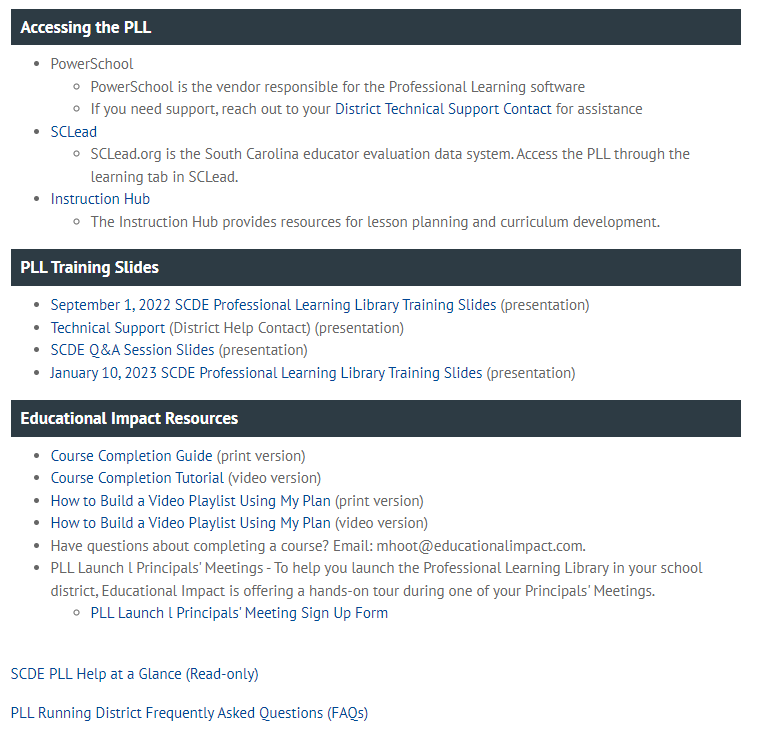 Accessing the PLL
• PowerSchool
◦ PowerSchool is the vendor responsible for the Professional Learning software
◦ If you need support, reach out to your District Technical Support Contact for assistance
• SCLead
◦ SCLead.org is the South Carolina educator evaluation data system. Access the PLL through the
learning tab in SCLead.
• Instruction Hub
◦ The Instruction Hub provides resources for lesson planning and curriculum development.
PLL Training Slides
• September 1, 2022 SCDE Professional Learning Library Training Slides (presentation)
• Technical Support (District Help Contact) (presentation)
• SCDE Q&A Session Slides (presentation)
• January 10, 2023 SCDE Professional Learning Library Training Slides (presentation)
Educational Impact Resources
• Course Completion Guide (print version)
• Course Completion Tutorial (video version)
• How to Build a Video Playlist Using My Plan (print version)
• How to Build a Video Playlist Using My Plan (video version)
• Have questions about completing a course? Email: mhoot@educationalimpact.com.
• PLL Launch l Principals' Meetings - To help you launch the Professional Learning Library in your school
district, Educational Impact is offering a hands-on tour during one of your Principals' Meetings.
◦ PLL Launch l Principals' Meeting Sign Up Form
SCDE PLL Help at a Glance (Read-only)
PLL Running District Frequently Asked Questions (FAQs)